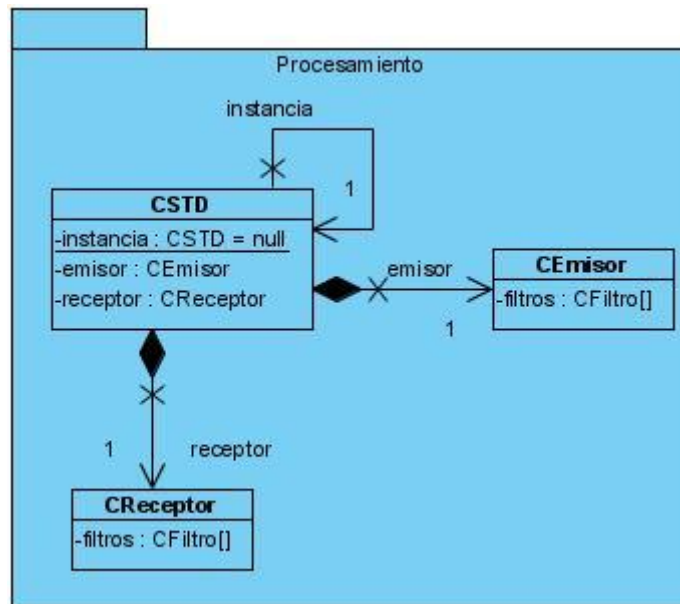 Procesamiento
instancia
1
CSTD
-instancia : CSTD = null
-emisor : CEmisor
-receptor : CReceptor
emisor
1
CEmisor
-filtros : CFiltro[]
1
receptor
CReceptor
-filtros : CFiltro[]